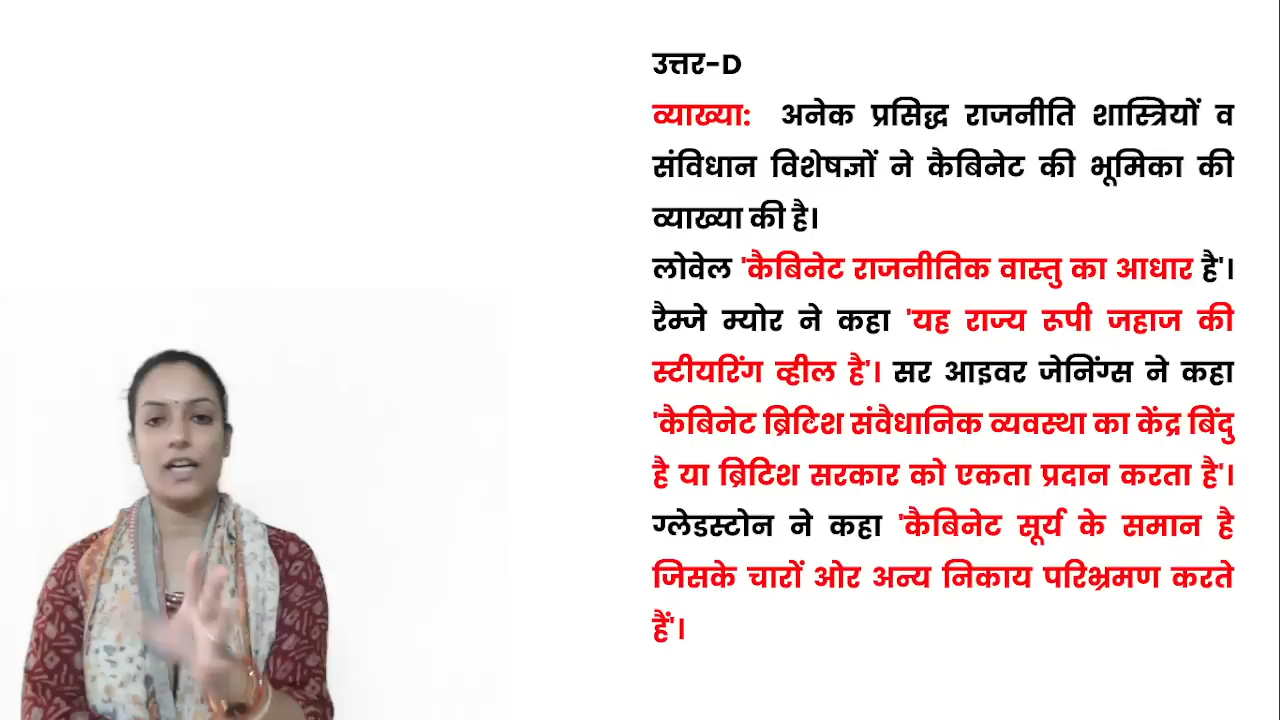 उत्तर-D
व्याख्या: अनेक प्रसिद्ध राजनीति शास्त्रियों व
संविधान विशेषज्ञों ने कैबिनेट की भूमिका की
व्याख्या की है।
लोवेल 'कैबिनेट राजनीतिक वास्तु का आधार है'।
रैम्जे म्योर ने कहा 'यह राज्य रूपी जहाज की
स्टीयरिंग व्हील है'। सर आइवर जेनिंग्स ने कहा
'कैबिनेट ब्रिटिश संवैधानिक व्यवस्था का केंद्र बिंदु
है या ब्रिटिश सरकार को एकता प्रदान करता है'।
ग्लेडस्टोन ने कहा 'कैबिनेट सूर्य के समान है
जिसके चारों ओर अन्य निकाय परिभ्रमण करते
हैं'।